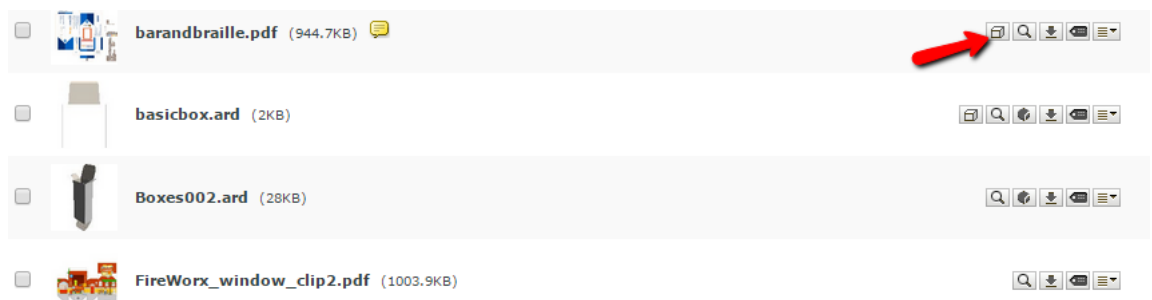 barandbraille.pdf (944.7KB)
basicbox.ard (2KB)
Boxes002.ard (28KB)
FireWorx_window_clip2.pdf (1003.9KB)